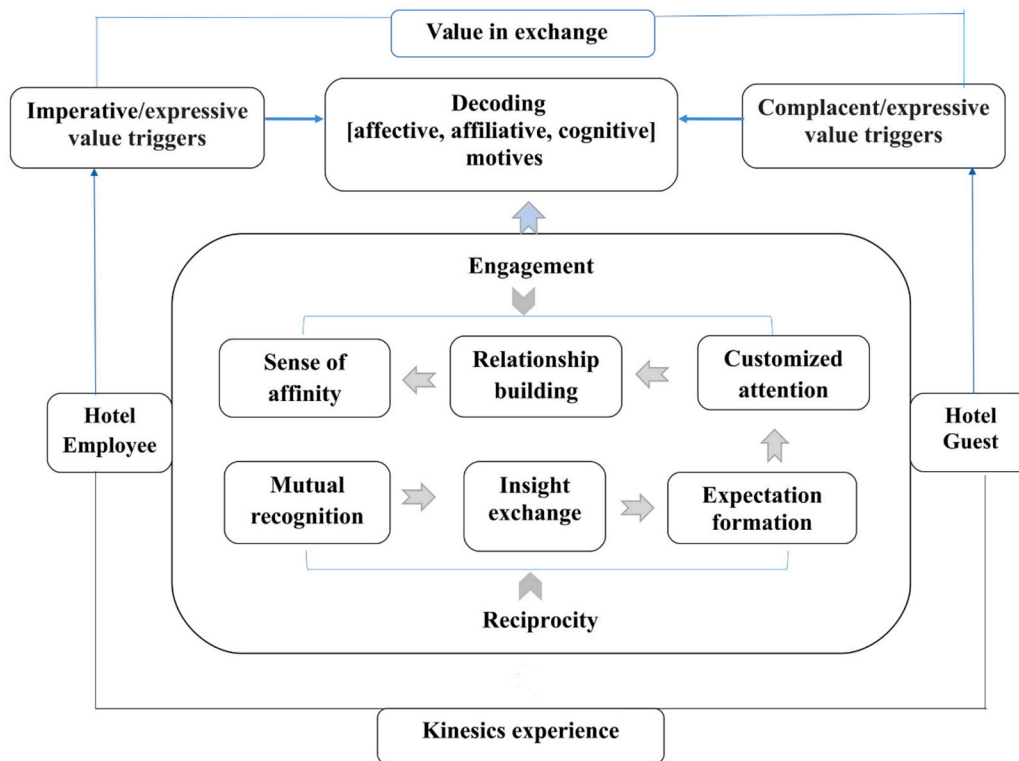 Value in exchange
Imperative/expressive
value triggers
Decoding
[affective, affiliative, cognitive]
motives
Complacent/expressive
value triggers
Engagement
Sense of
affinity
Relationship
building
Customized
attention
Hotel
Employee
Hotel
Guest
Mutual
recognition
Insight
exchange
Expectation
formation
Reciprocity
Kinesics experience